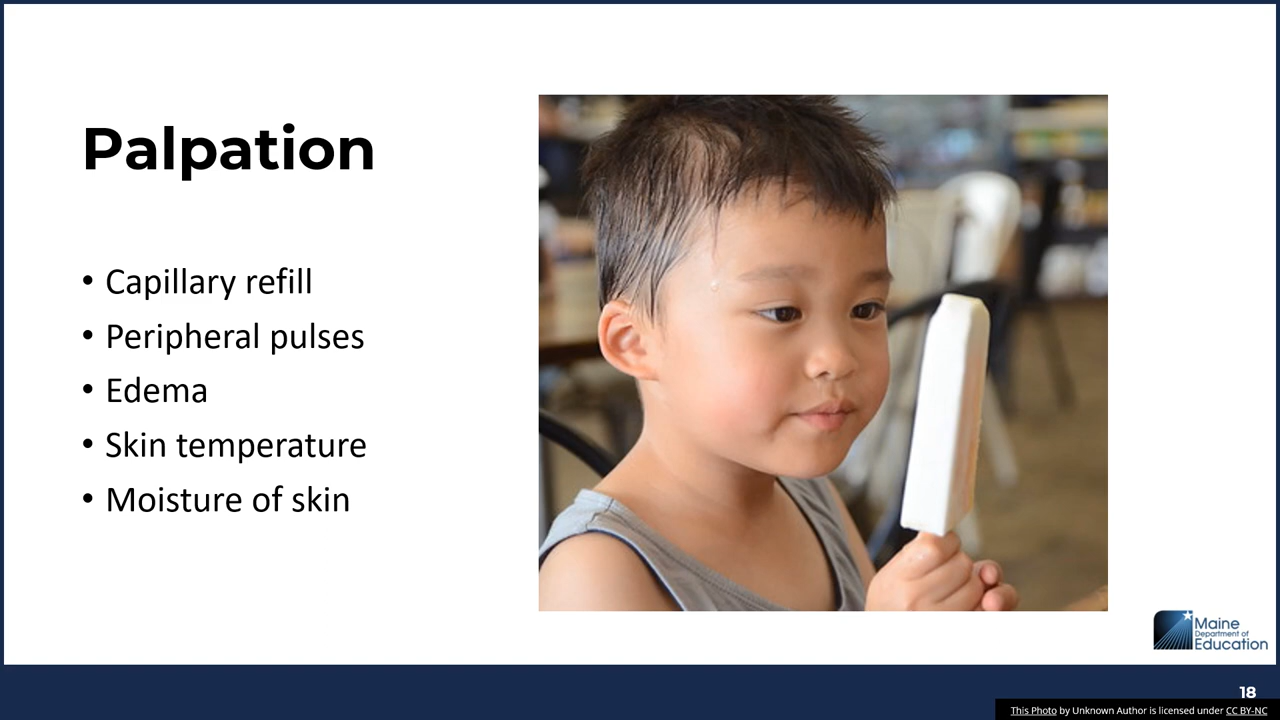 Palpation
• Capillary refill
• Peripheral pulses
• Edema
• Skin temperature
• Moisture of skin
Maine
Department of
Education
18
This Photo by Unknown Author is licensed under CC BY-NC